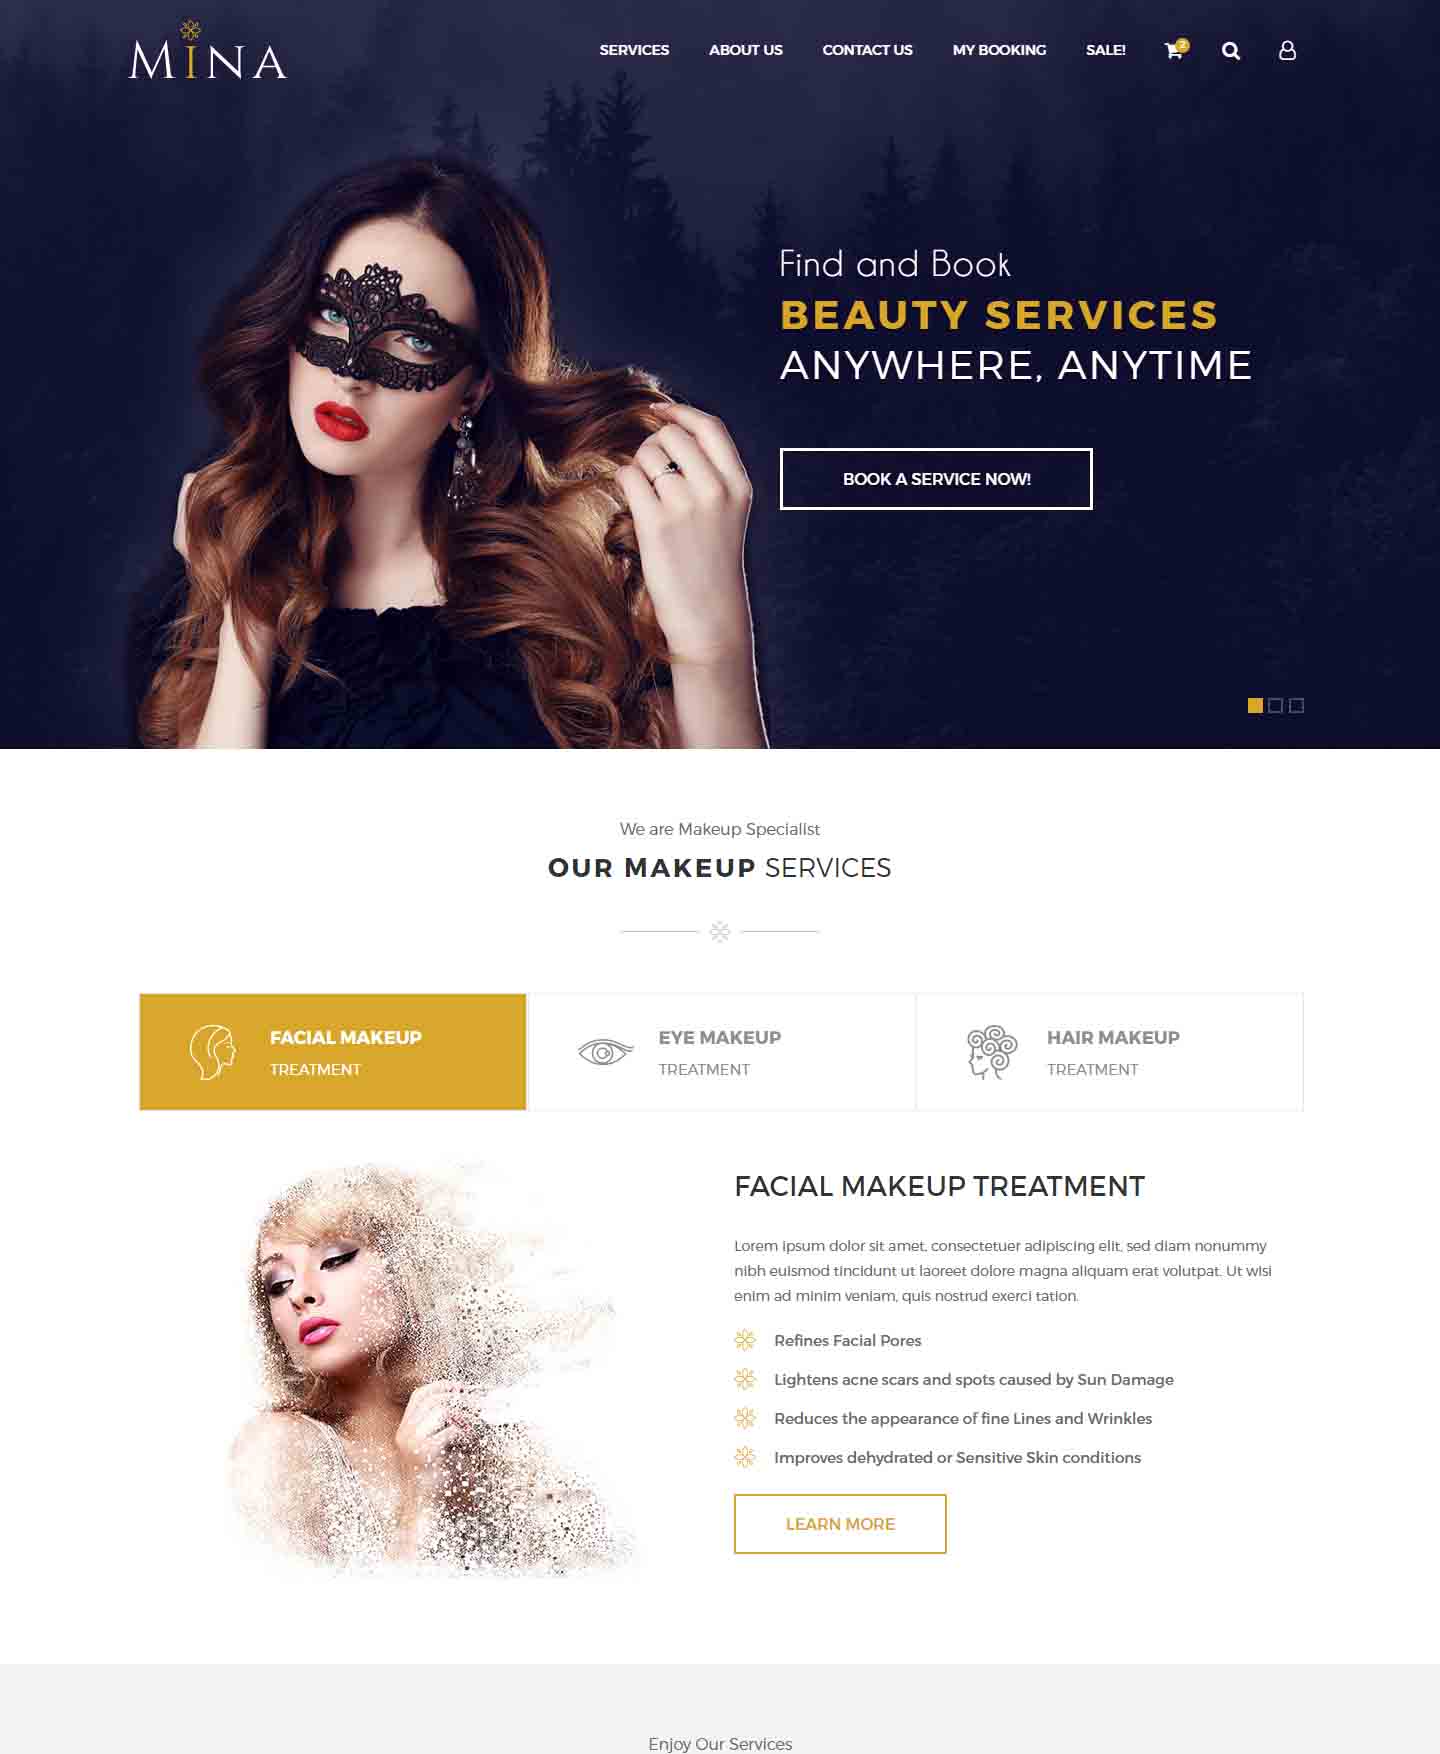 MINA
SERVICES ABOUT US CONTACT US MY BOOKING SALE! 2
Find and Book
BEAUTY SERVICES
ANYWHERE, ANYTIME
BOOK A SERVICE NOW!
We are Makeup Specialist
OUR MAKEUP SERVICES
FACIAL MAKEUP
TREATMENT
EYE MAKEUP
TREATMENT
HAIR MAKEUP
TREATMENT
FACIAL MAKEUP TREATMENT
Lorem ipsum dolor sit amet, consectetuer adipiscing elit, sed diam nonummy
nibh euismod tincidunt ut laoreet dolore magna aliquam erat volutpat. Ut wisi
enim ad minim veniam, quis nostrud exerci tation.
Refines Facial Pores
Lightens acne scars and spots caused by Sun Damage
Reduces the appearance of fine Lines and Wrinkles
Improves dehydrated or Sensitive Skin conditions
LEARN MORE
Enjoy Our Services